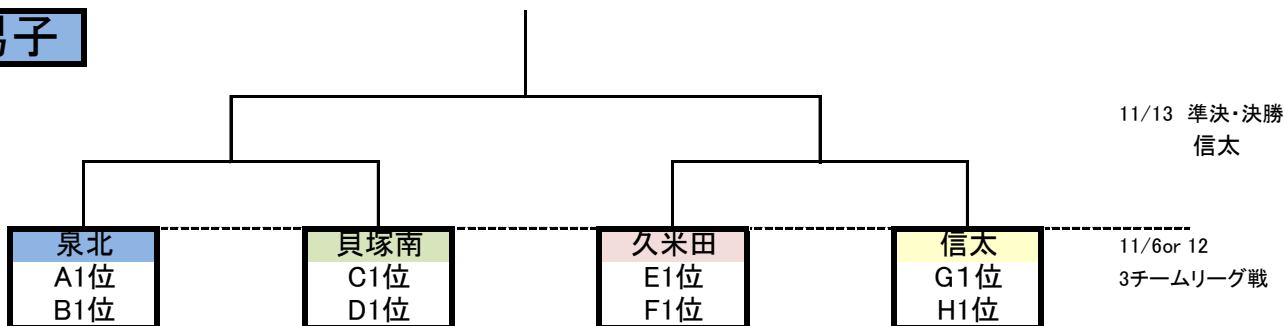 男子
11/13 準決・決勝
信太
泉北
A1位
B1位
貝塚南
C1位
D1位
久米田
E1位
F1位
信太
G1位
H1位
11/6or 12
3チームリーグ戦